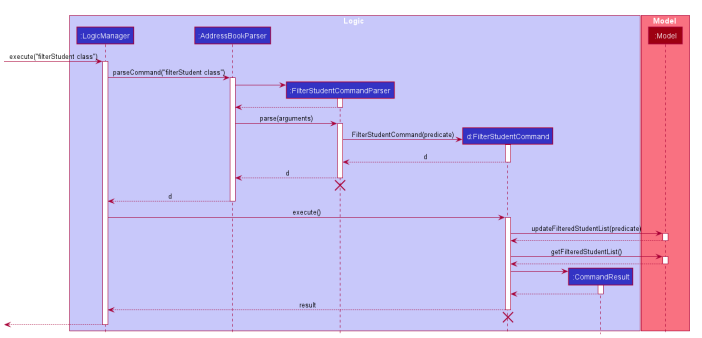 Logic
Model
:LogicManager
:AddressBookParser
:Model
execute("filterStudent class")
parseCommand("filterStudent class")
:FilterStudentCommandParser
parse(arguments)
FilterStudentCommand(predicate)
d:FilterStudentCommand
d
d
d
execute()
updateFilteredStudentList(predicate)
getFilteredStudentList()
:CommandResult
result